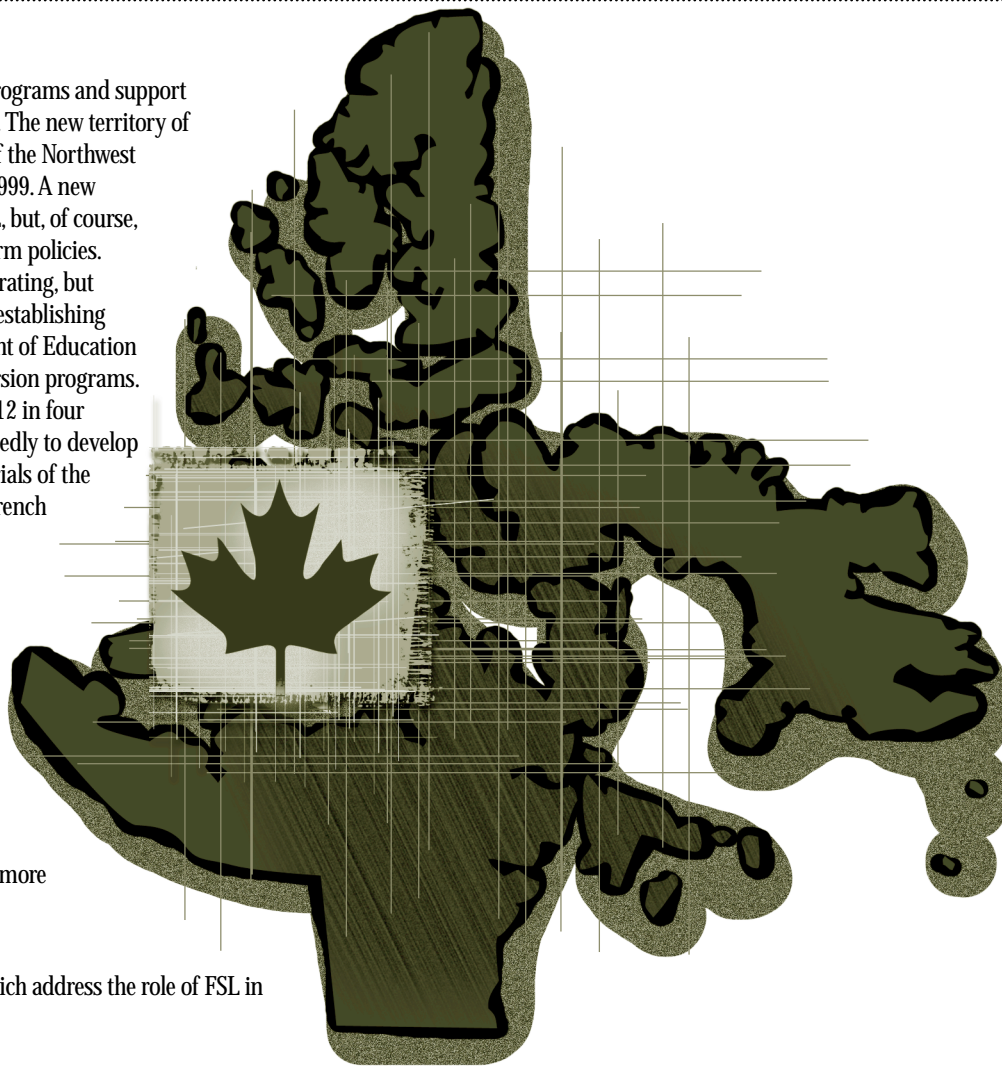 rograms and support
. The new territory of
f the Northwest
999. A new
, but, of course,
rm policies.
rating, but
establishing
nt of Education
rsion programs.
12 in four
edly to develop
ials of the
rench
more
ich address the role of FSL in